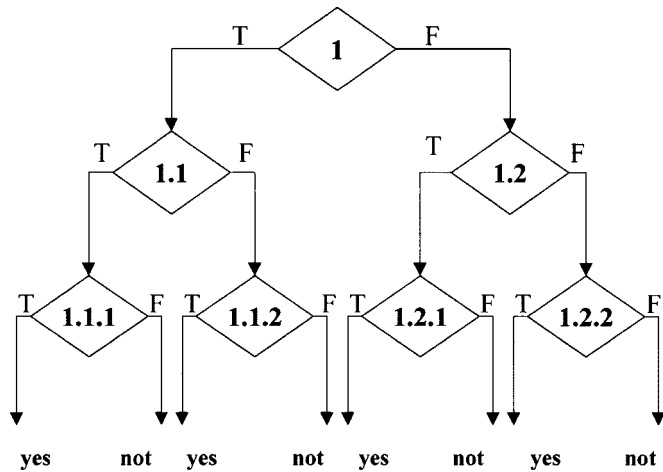 T 1 F
T 1.1 F T 1.2 F
T 1.1.1 F T 1.1.2 F T 1.2.1 F T 1.2.2 F
yes not yes not yes not yes not